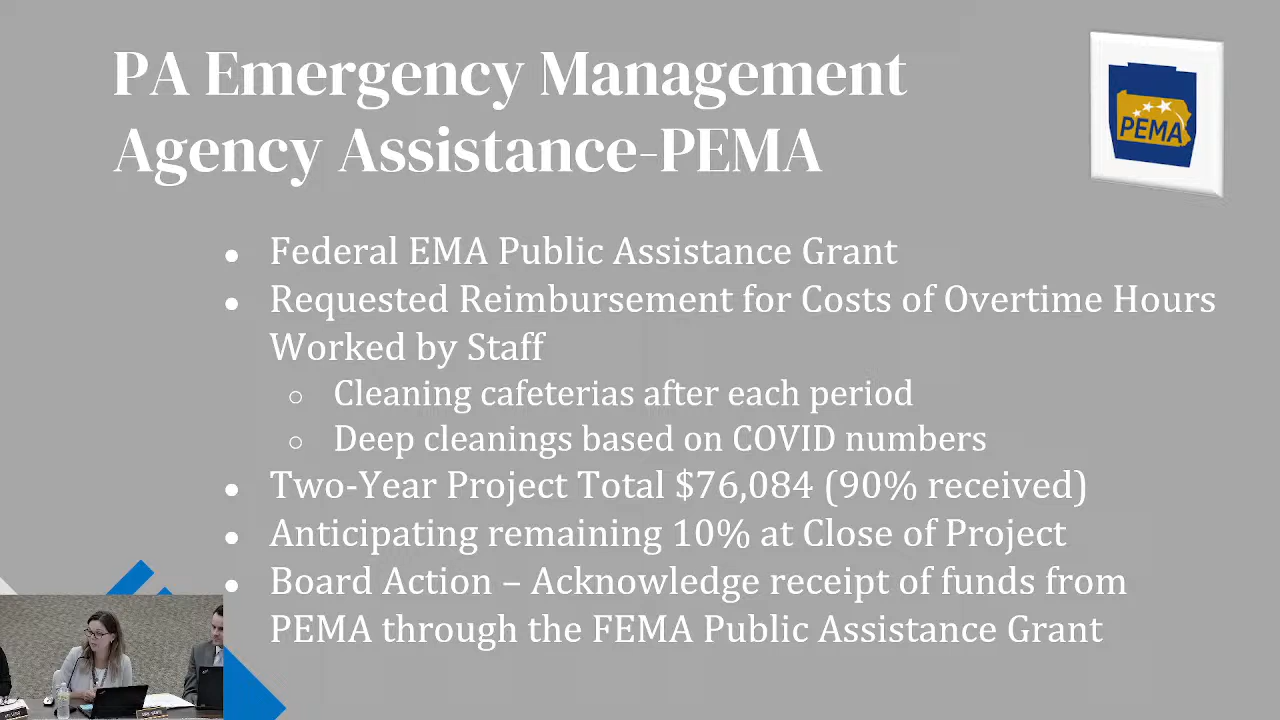 PA Emergency Management
Agency Assistance-PEMA
PEMA
Federal EMA Public Assistance Grant
Requested Reimbursement for Costs of Overtime Hours
Worked by Staff
Cleaning cafeterias after each period
Deep cleanings based on COVID numbers
Two-Year Project Total $76,084 (90% received)
Anticipating remaining 10% at Close of Project
Board Action – Acknowledge receipt of funds from
PEMA through the FEMA Public Assistance Grant